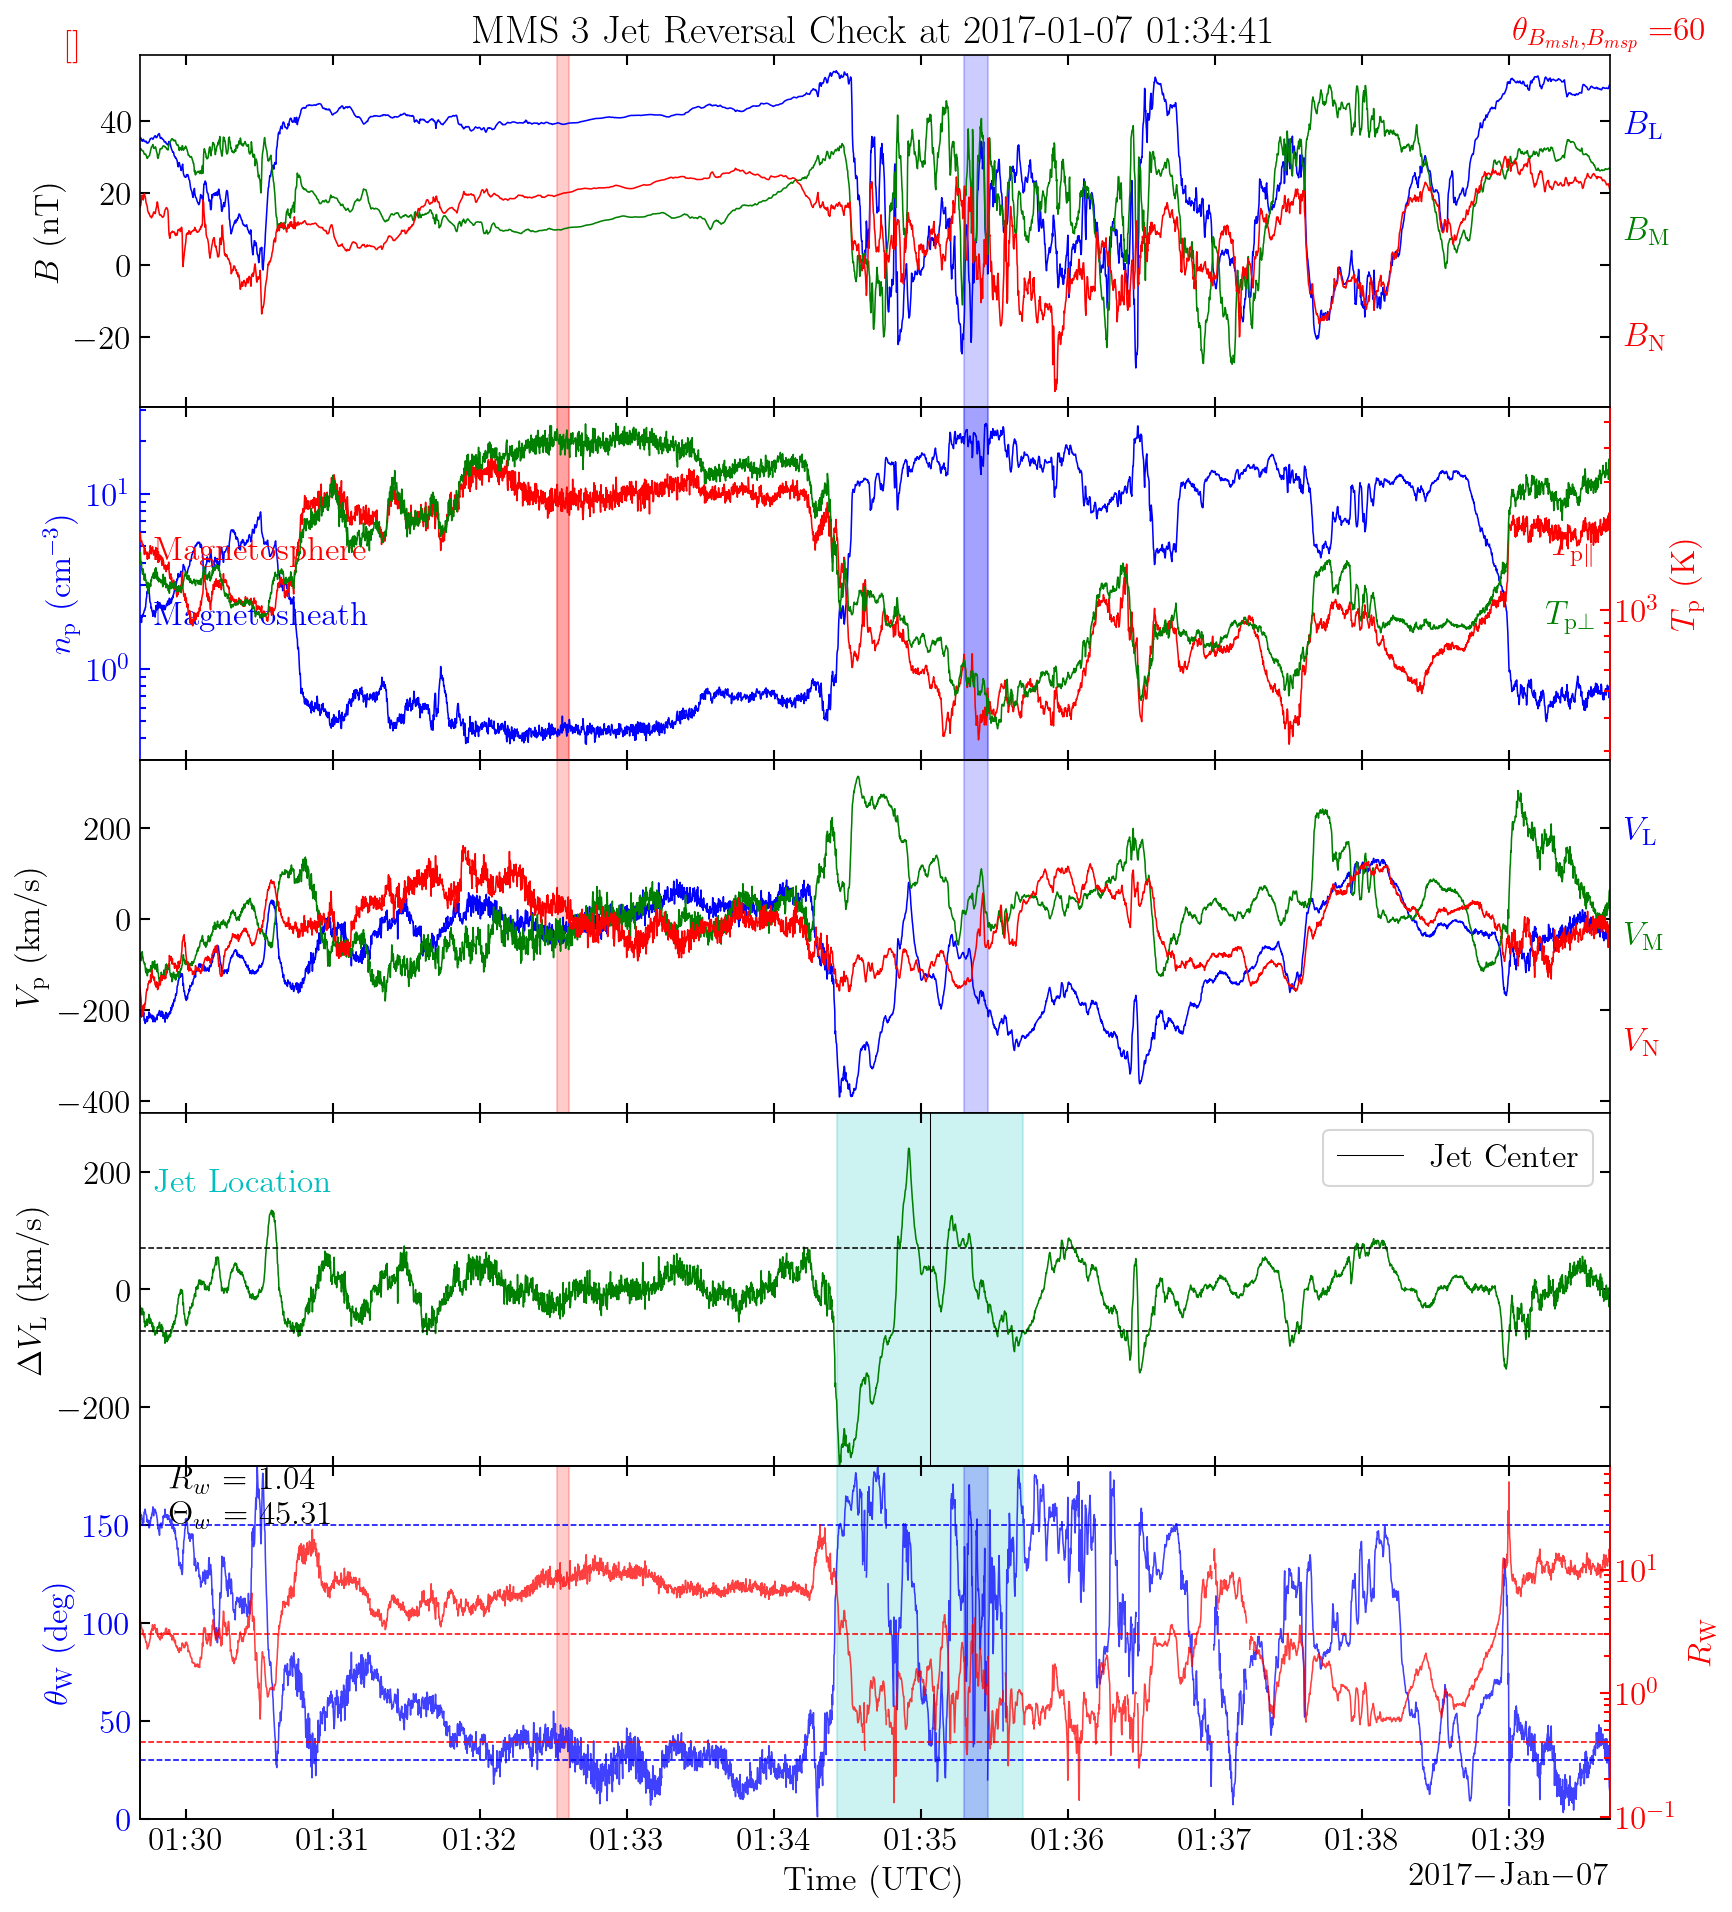 MMS 3 Jet Reversal Check at 2017-01-07 01:34:41
[]
θ_{B_{msh},B_{msp}} =60
B (nT)
40
20
0
−20
B_L
B_M
B_N
n_p (cm^{−3})
10^1
10^0
Magnetosphere
Magnetosheath
T_{p∥}
T_{p⊥}
10^3
T_p (K)
V_p (km/s)
200
0
−200
−400
V_L
V_M
V_N
ΔV_L (km/s)
200
0
−200
Jet Location
Jet Center
R_w = 1.04
Θ_w = 45.31
θ_W (deg)
150
100
50
0
10^1
10^0
10^{−1}
R_W
01:30 01:31 01:32 01:33 01:34 01:35 01:36 01:37 01:38 01:39
Time (UTC)
2017−Jan−07